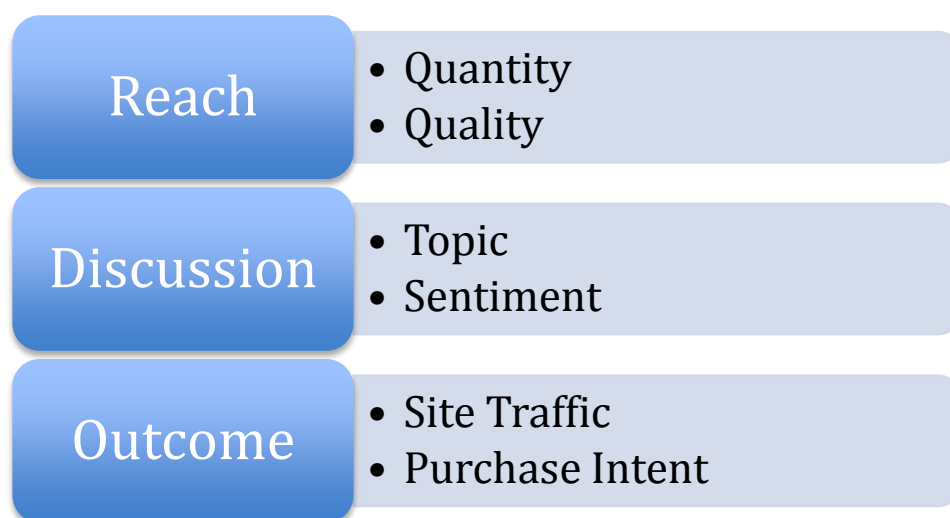 Reach
• Quantity
• Quality
Discussion
• Topic
• Sentiment
Outcome
• Site Traffic
• Purchase Intent